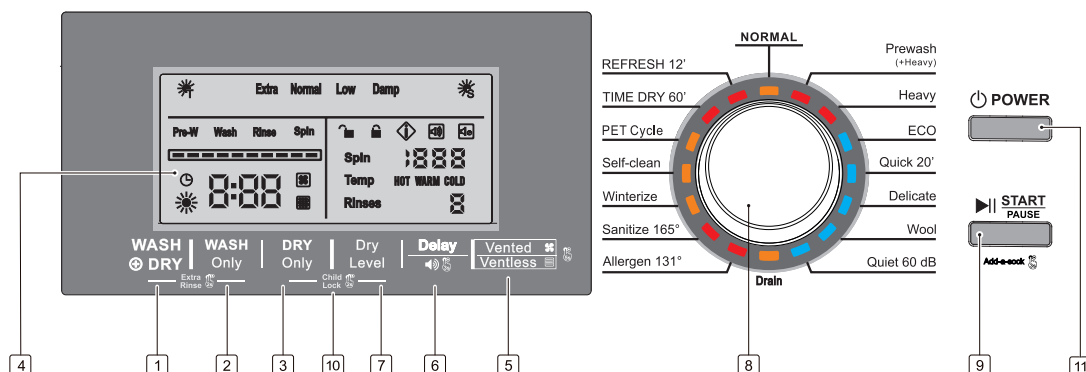 Extra Normal Low Damp
Pre-W Wash Rinse Spin
Spin 1888
Temp HOT WARM COLD
8:88
Rinses 8
WASH
⊕ DRY
WASH
Only
DRY
Only
Dry
Level
Delay
Vented
Ventless
Extra
Rinse
Child
Lock
NORMAL
REFRESH 12'
TIME DRY 60'
PET Cycle
Self-clean
Winterize
Sanitize 165°
Allergen 131°
Drain
Prewash
(+Heavy)
Heavy
ECO
Quick 20'
Delicate
Wool
Quiet 60 dB
POWER
START
PAUSE
Add-a-sock
4
1
2
3
10
7
6
5
8
9
11